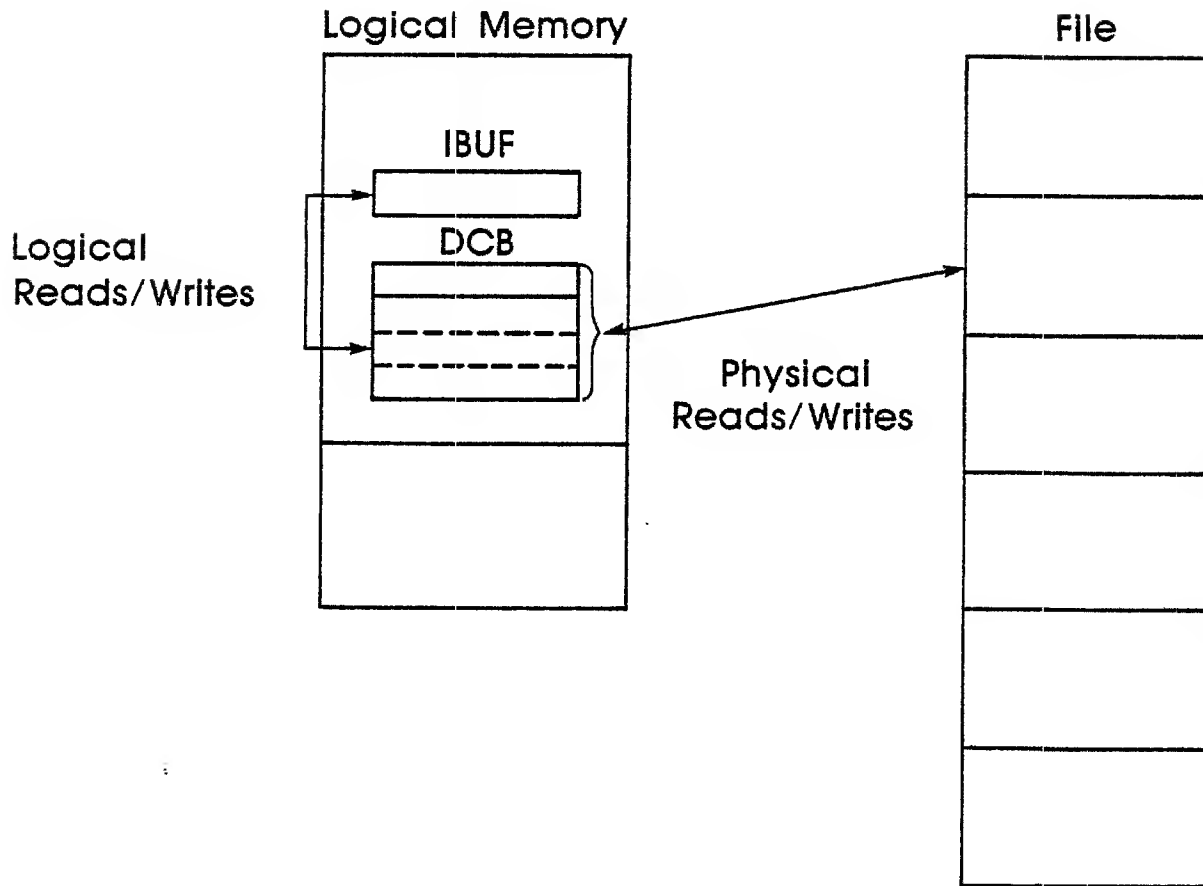 Logical Memory
File
IBUF
DCB
Logical
Reads/Writes
Physical
Reads/Writes